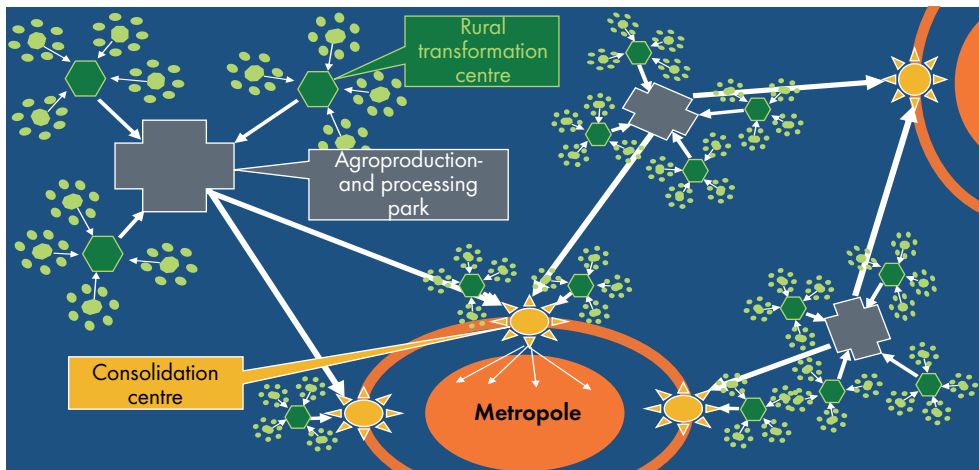 Rural
transformation
centre
Agroproduction-
and processing
park
Consolidation
centre
Metropole